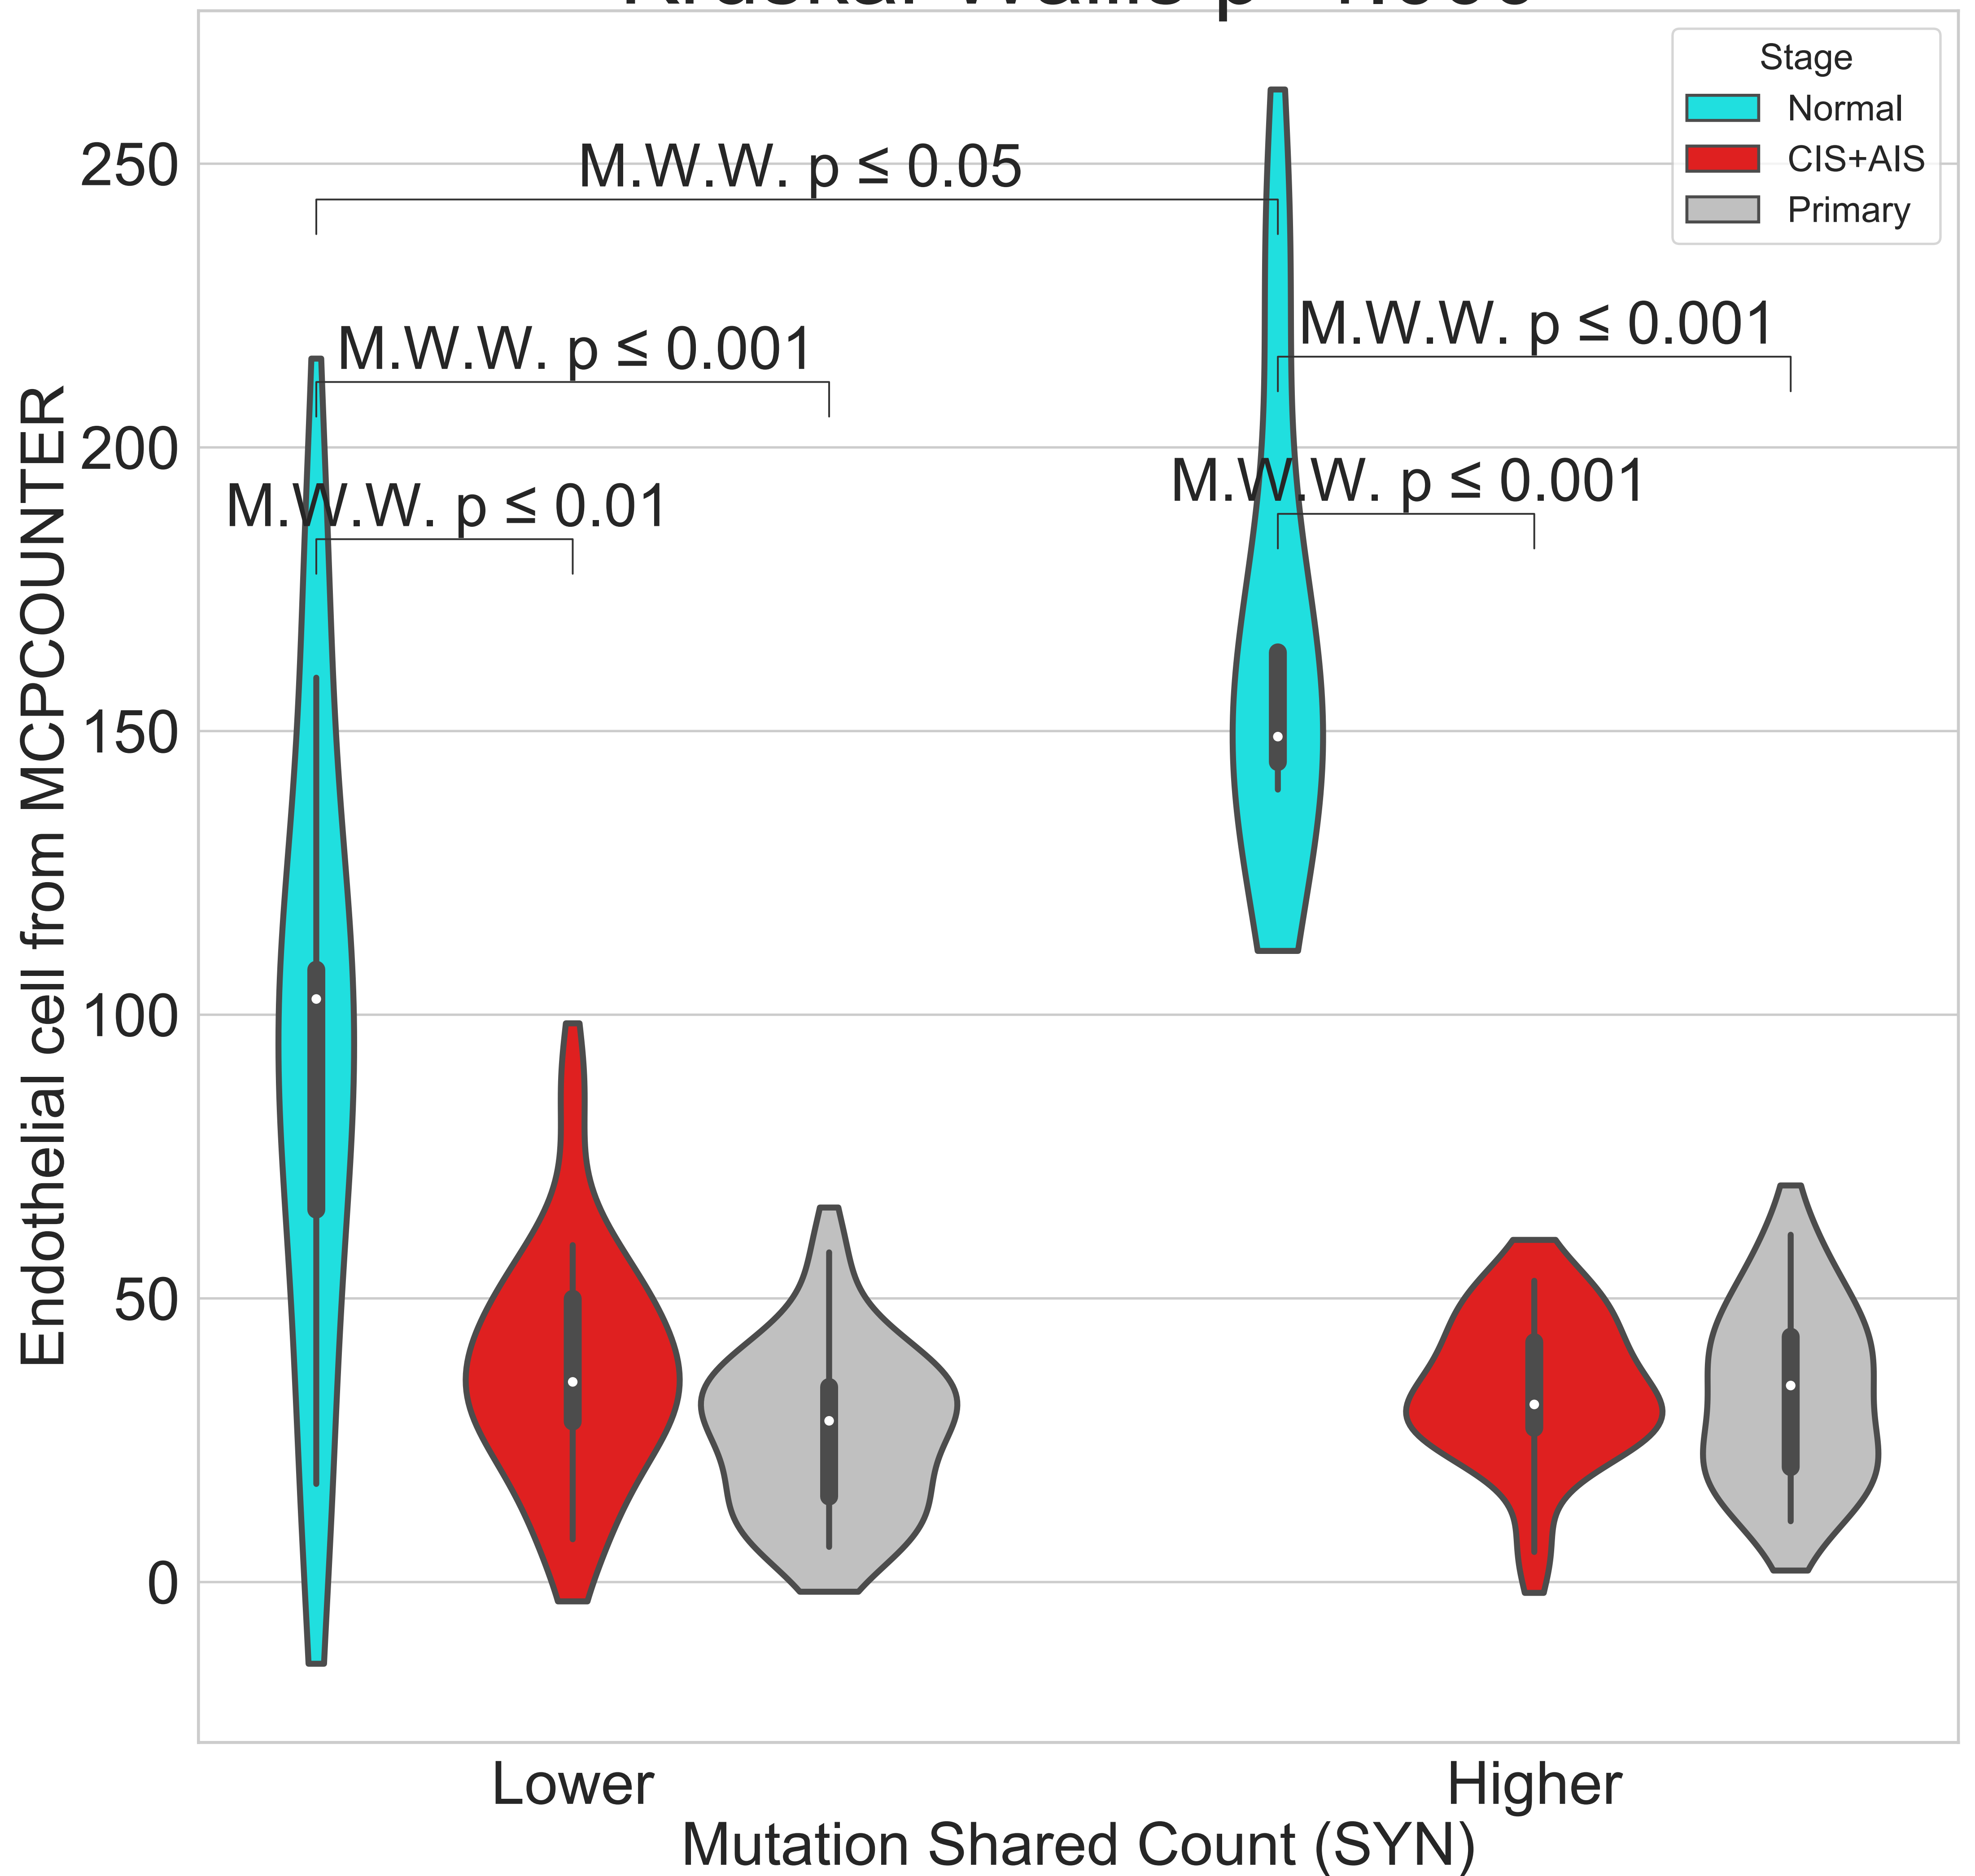 Stage
Normal
CIS+AIS
Primary
250
200
150
100
50
0
M.W.W. p ≤ 0.05
M.W.W. p ≤ 0.001
M.W.W. p ≤ 0.001
M.W.W. p ≤ 0.01
M.W.W. p ≤ 0.001
Endothelial cell from MCPCOUNTER
Lower
Higher
Mutation Shared Count (SYN)